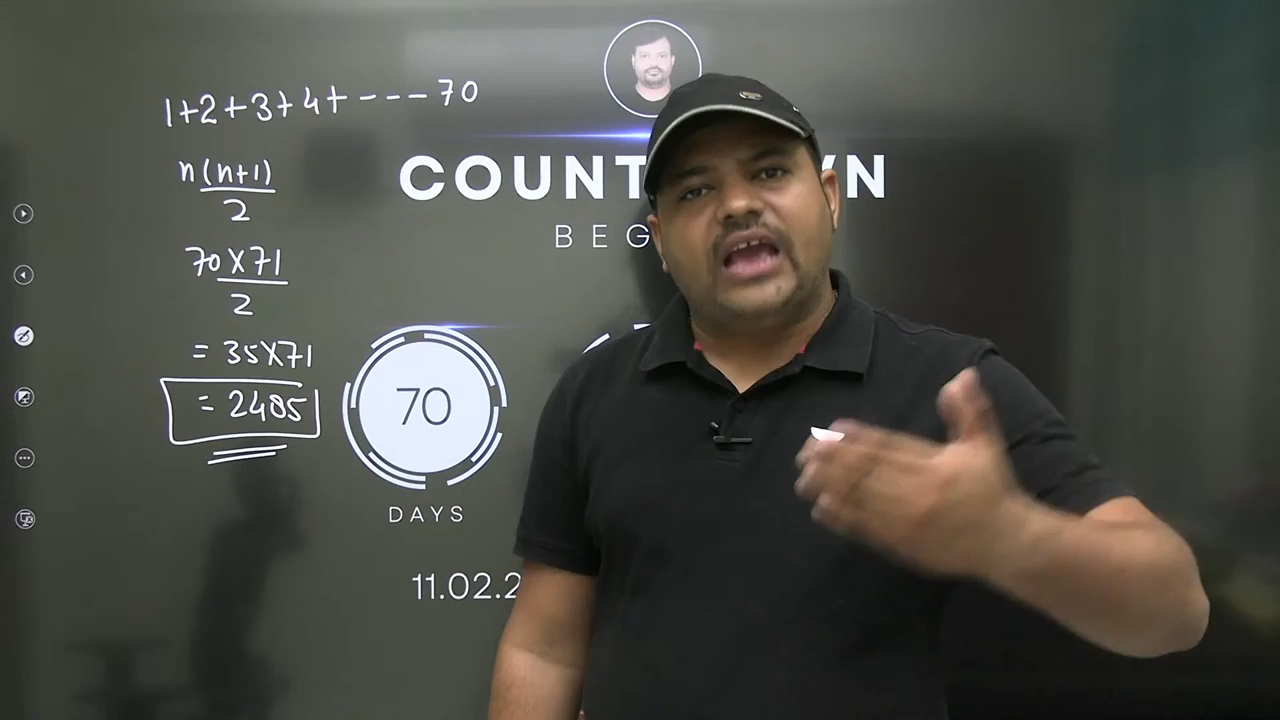 1+2+3+4+---70
n(n+1)
2
70×71
2
=35×71
=2485
COUNT
WN
BEG
70
DAYS
11.02.2